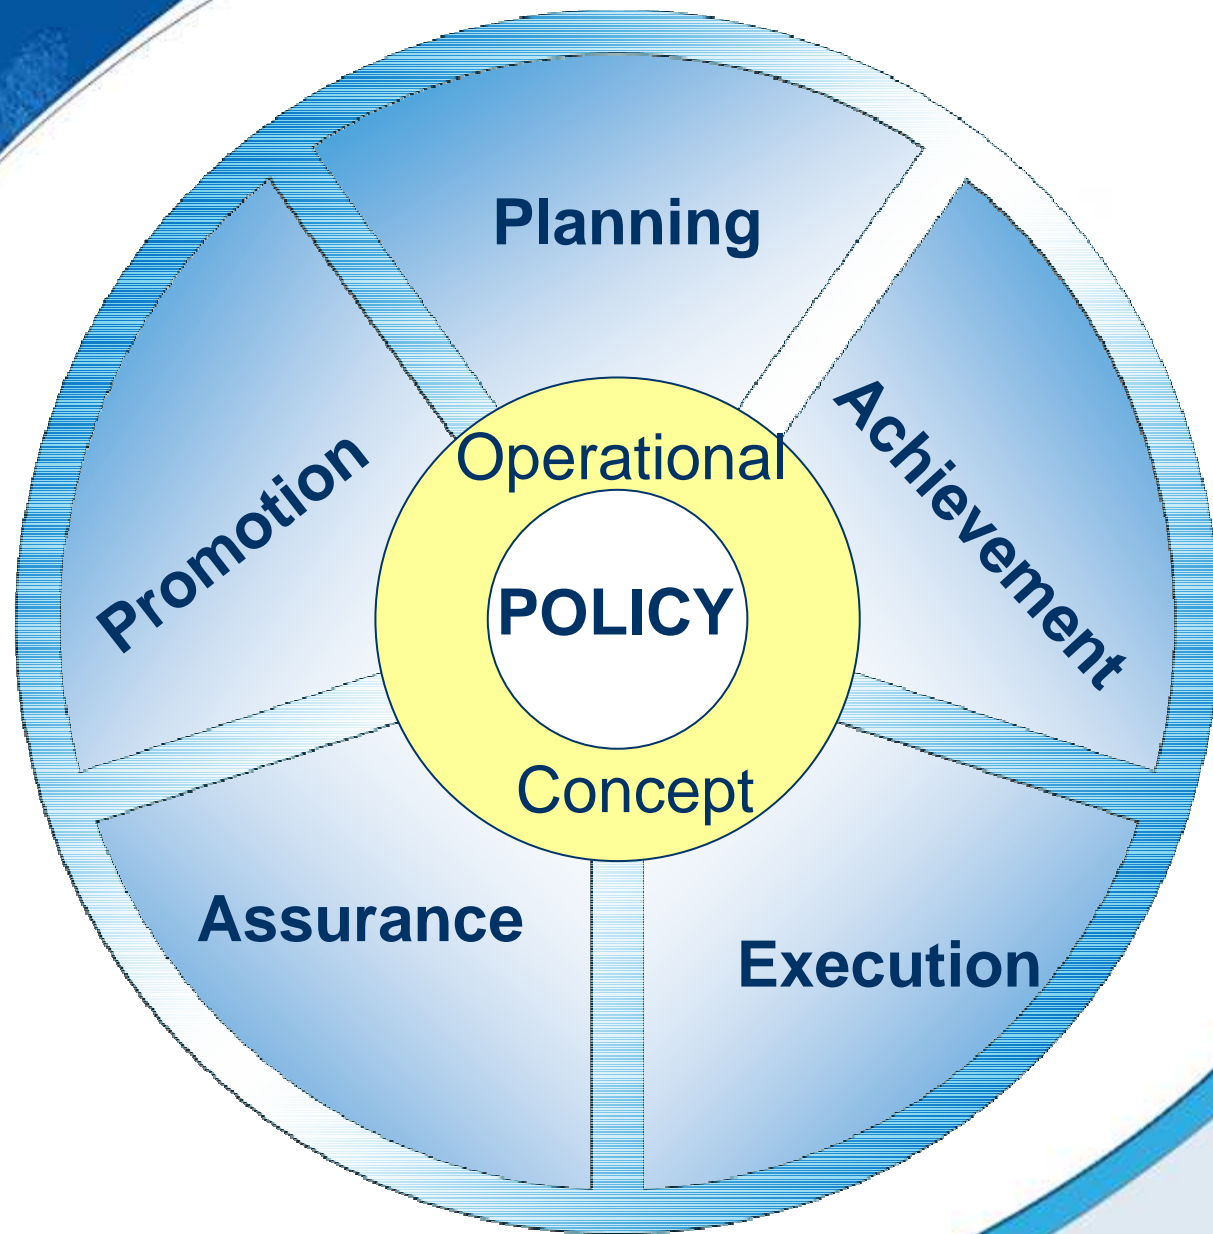 Planning
Achievement
Promotion
Operational
POLICY
Concept
Assurance
Execution